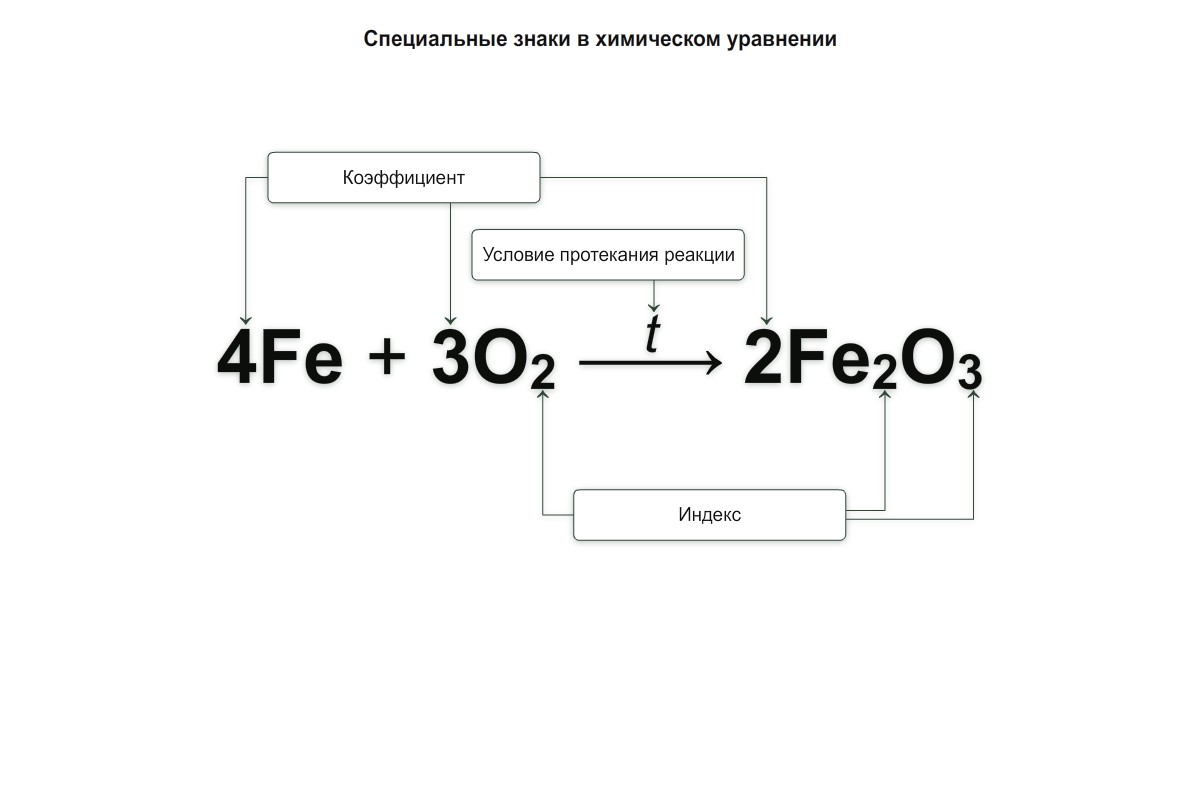 Специальные знаки в химическом уравнении
Коэффициент
Условие протекания реакции
t
4Fe + 3O₂ ⟶ 2Fe₂O₃
Индекс